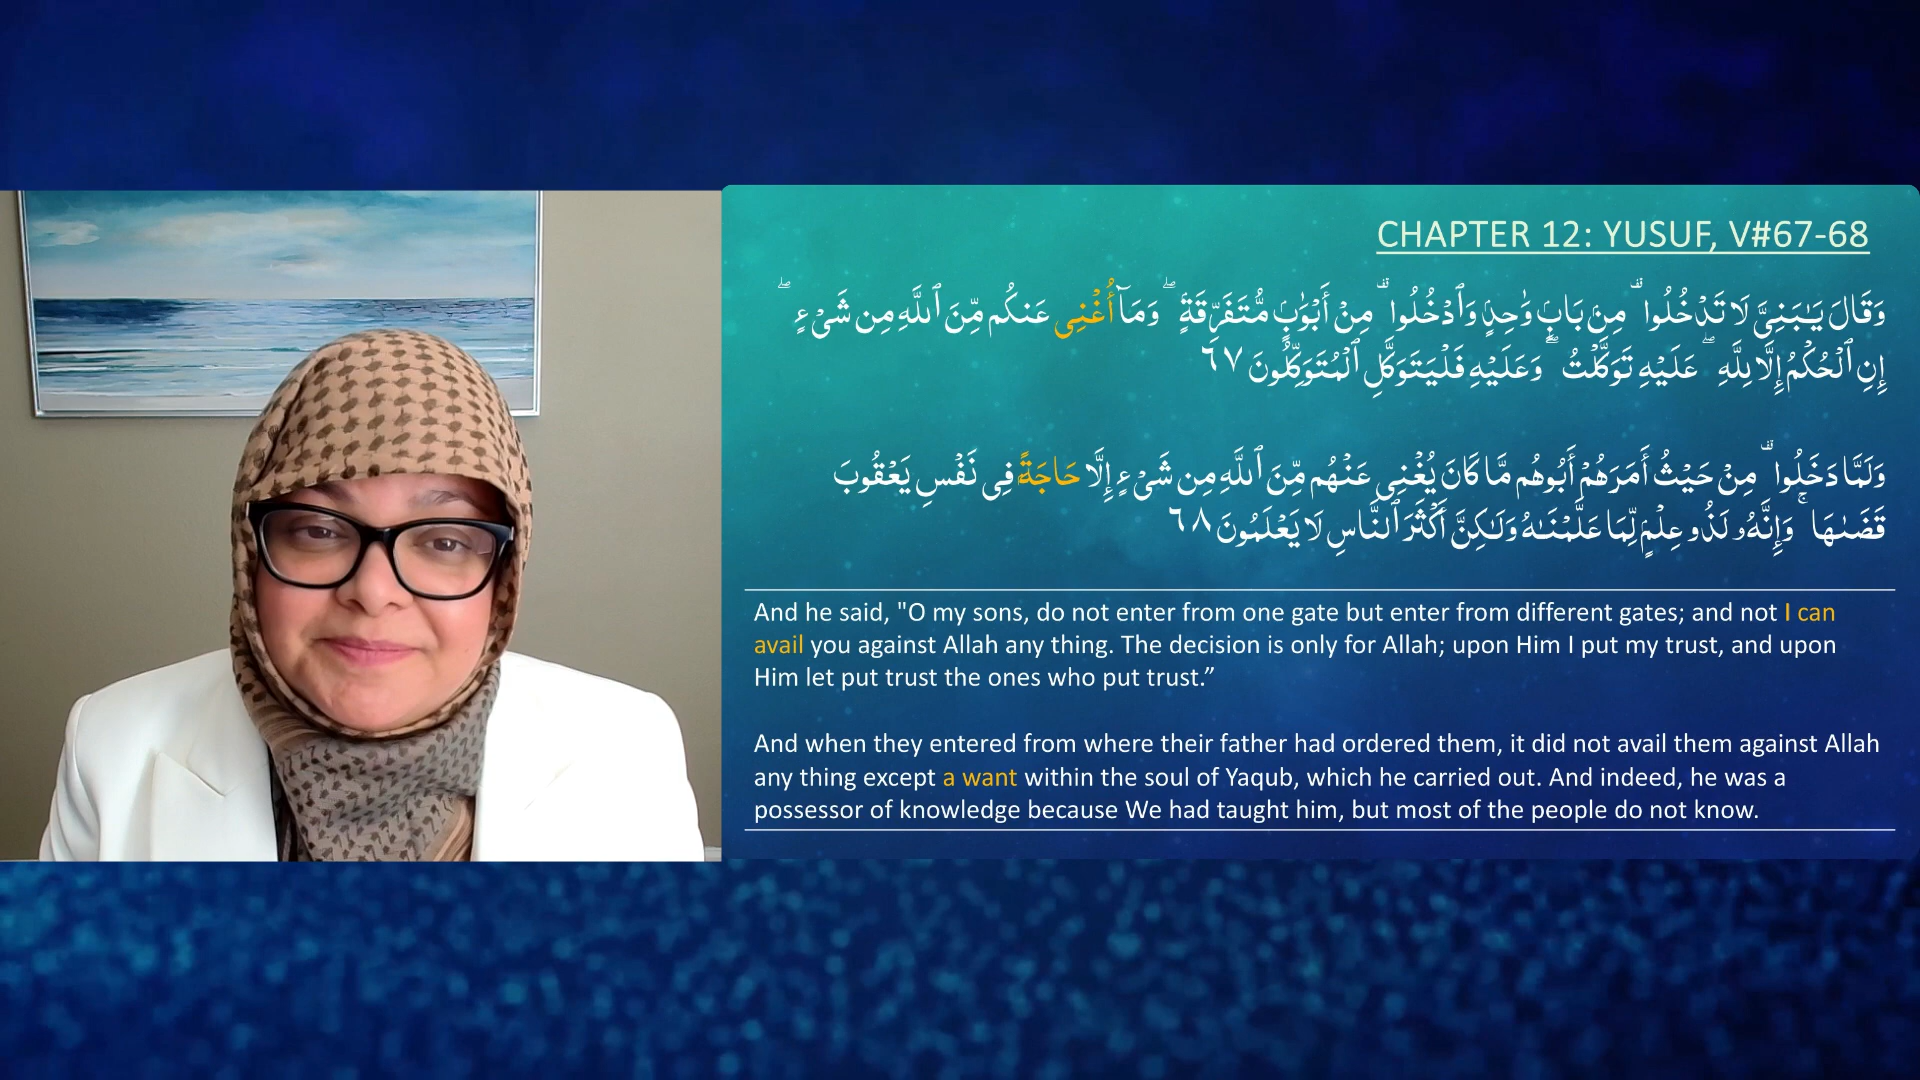 CHAPTER 12: YUSUF, V#67-68
وَقَالَ يَـٰبَنِىَّ لَا تَدْخُلُوا۟ مِنۢ بَابٍۢ وَٰحِدٍۢ وَٱدْخُلُوا۟ مِنْ أَبْوَٰبٍۢ مُّتَفَرِّقَةٍۢ ۖ وَمَآ أُغْنِى عَنكُم مِّنَ ٱللَّهِ مِن شَىْءٍ ۖ
إِنِ ٱلْحُكْمُ إِلَّا لِلَّهِ ۖ عَلَيْهِ تَوَكَّلْتُ ۖ وَعَلَيْهِ فَلْيَتَوَكَّلِ ٱلْمُتَوَكِّلُونَ ٦٧
وَلَمَّا دَخَلُوا۟ مِنْ حَيْثُ أَمَرَهُمْ أَبُوهُم مَّا كَانَ يُغْنِى عَنْهُم مِّنَ ٱللَّهِ مِن شَىْءٍ إِلَّا حَاجَةًۭ فِى نَفْسِ يَعْقُوبَ
قَضَىٰهَا ۚ وَإِنَّهُۥ لَذُو عِلْمٍۢ لِّمَا عَلَّمْنَـٰهُ وَلَـٰكِنَّ أَكْثَرَ ٱلنَّاسِ لَا يَعْلَمُونَ ٦٨
And he said, "O my sons, do not enter from one gate but enter from different gates; and not I can
avail you against Allah any thing. The decision is only for Allah; upon Him I put my trust, and upon
Him let put trust the ones who put trust.”
And when they entered from where their father had ordered them, it did not avail them against Allah
any thing except a want within the soul of Yaqub, which he carried out. And indeed, he was a
possessor of knowledge because We had taught him, but most of the people do not know.